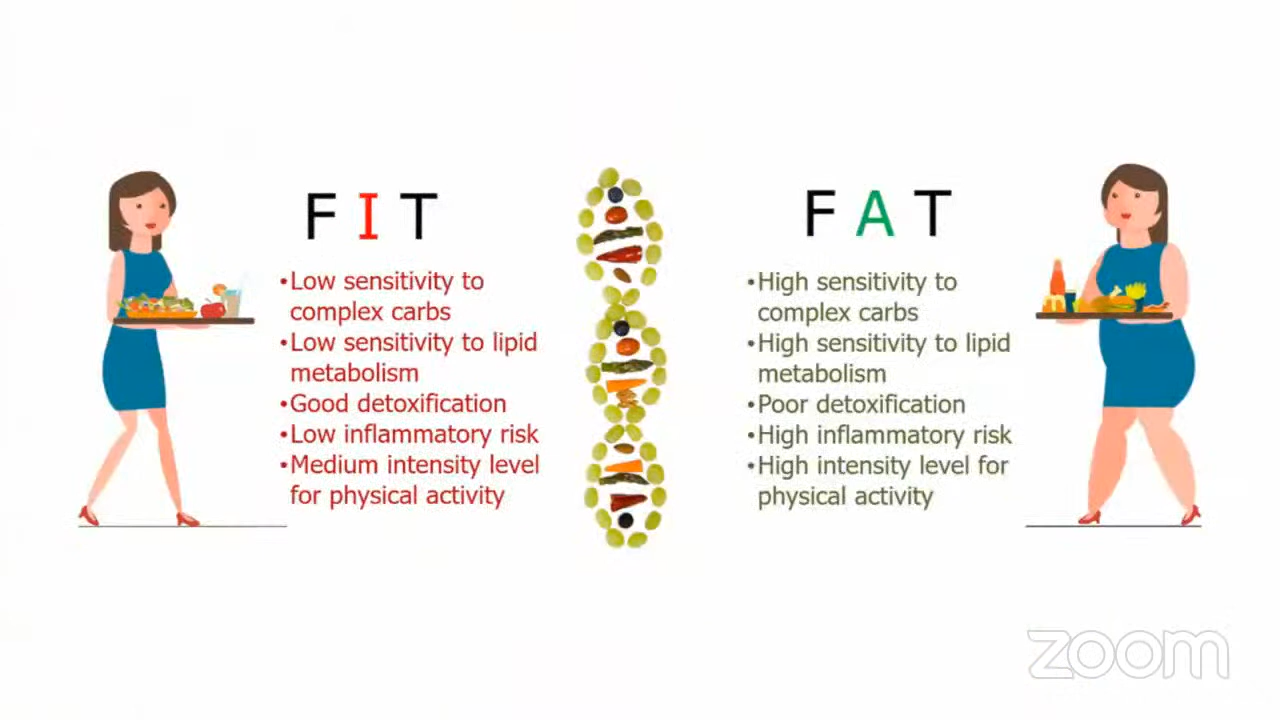 FIT
•Low sensitivity to
complex carbs
•Low sensitivity to lipid
metabolism
•Good detoxification
•Low inflammatory risk
•Medium intensity level
for physical activity
FAT
•High sensitivity to
complex carbs
•High sensitivity to lipid
metabolism
•Poor detoxification
•High inflammatory risk
•High intensity level for
physical activity
zoom